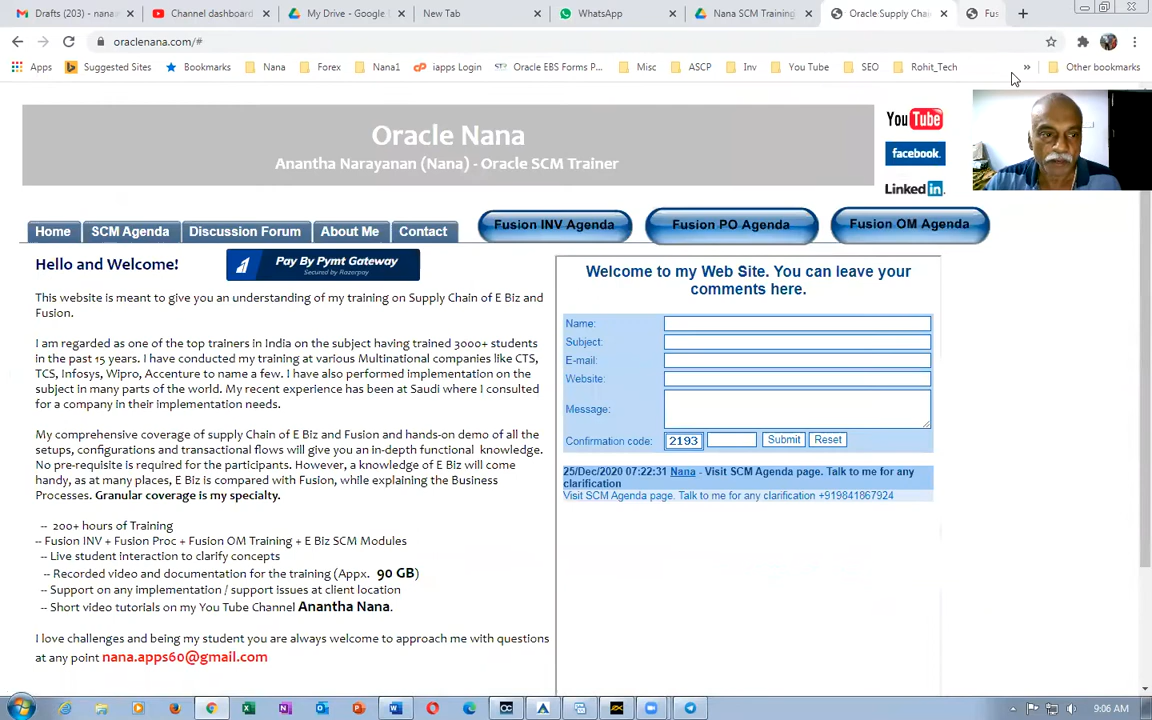 Drafts (203) - nana
Channel dashboard
My Drive - Google
New Tab
WhatsApp
Nana SCM Training
Oracle Supply Chai
Fus
oraclenana.com/#
Apps
Suggested Sites
Bookmarks
Nana
Forex
Nana1
iapps Login
Oracle EBS Forms P...
Misc
ASCP
Inv
You Tube
SEO
Rohit_Tech
»
Other bookmarks
Oracle Nana
Anantha Narayanan (Nana) - Oracle SCM Trainer
YouTube
facebook.
Linked in
Home
SCM Agenda
Discussion Forum
About Me
Contact
Fusion INV Agenda
Fusion PO Agenda
Fusion OM Agenda
Hello and Welcome!
Pay By Pymt Gateway
Secured by Razorpay
This website is meant to give you an understanding of my training on Supply Chain of E Biz and
Fusion.
I am regarded as one of the top trainers in India on the subject having trained 3000+ students
in the past 15 years. I have conducted my training at various Multinational companies like CTS,
TCS, Infosys, Wipro, Accenture to name a few. I have also performed implementation on the
subject in many parts of the world. My recent experience has been at Saudi where I consulted
for a company in their implementation needs.
My comprehensive coverage of supply Chain of E Biz and Fusion and hands-on demo of all the
setups, configurations and transactional flows will give you an in-depth functional knowledge.
No pre-requisite is required for the participants. However, a knowledge of E Biz will come
handy, as at many places, E Biz is compared with Fusion, while explaining the Business
Processes. Granular coverage is my specialty.
-- 200+ hours of Training
-- Fusion INV + Fusion Proc + Fusion OM Training + E Biz SCM Modules
-- Live student interaction to clarify concepts
-- Recorded video and documentation for the training (Appx. 90 GB)
-- Support on any implementation / support issues at client location
-- Short video tutorials on my You Tube Channel Anantha Nana.
I love challenges and being my student you are always welcome to approach me with questions
at any point nana.apps60@gmail.com
Welcome to my Web Site. You can leave your
comments here.
Name:
Subject:
E-mail:
Website:
Message:
Confirmation code:
2193
Submit
Reset
25/Dec/2020 07:22:31 Nana - Visit SCM Agenda page. Talk to me for any
clarification
Visit SCM Agenda page. Talk to me for any clarification +919841867924
9:06 AM